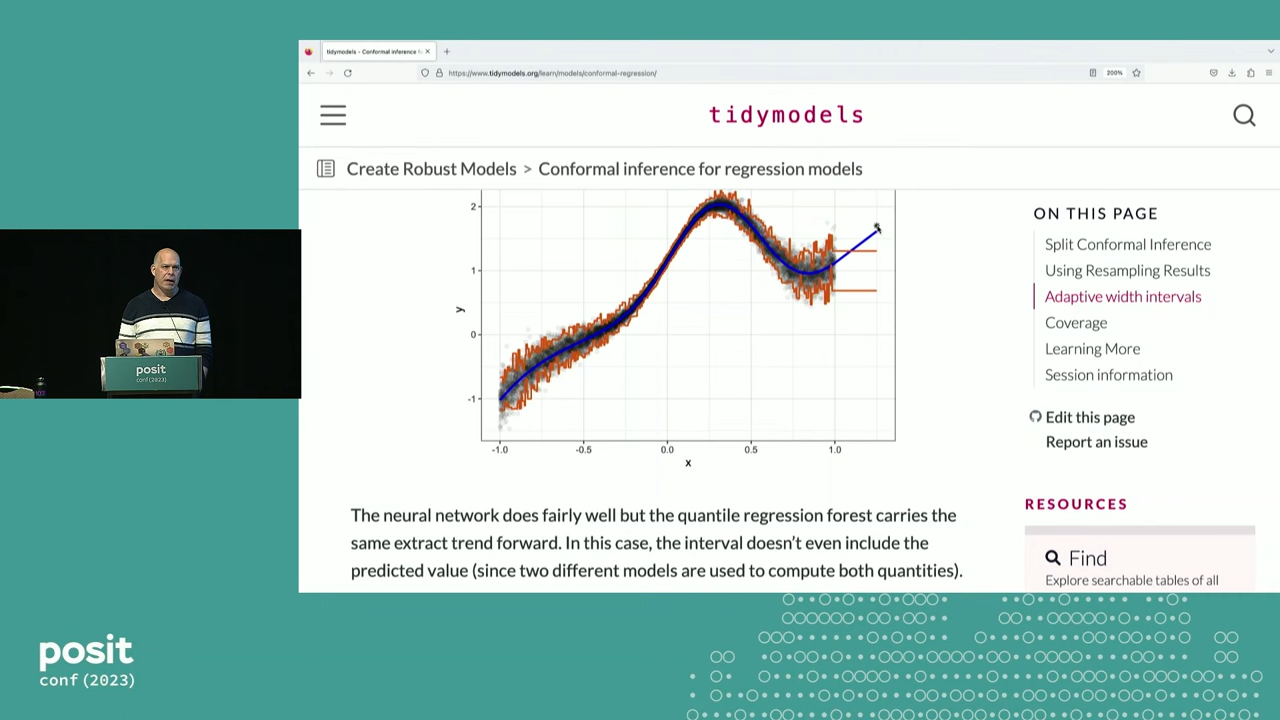 tidymodels - Conformal inference f
https://www.tidymodels.org/learn/models/conformal-regression/
200%
tidymodels
Create Robust Models > Conformal inference for regression models
2
1
0
-1
y
-1.0 -0.5 0.0 0.5 1.0
x
The neural network does fairly well but the quantile regression forest carries the
same extract trend forward. In this case, the interval doesn't even include the
predicted value (since two different models are used to compute both quantities).
ON THIS PAGE
Split Conformal Inference
Using Resampling Results
Adaptive width intervals
Coverage
Learning More
Session information
Edit this page
Report an issue
RESOURCES
Find
Explore searchable tables of all
posit
conf(2023)
posit
conf(2023)